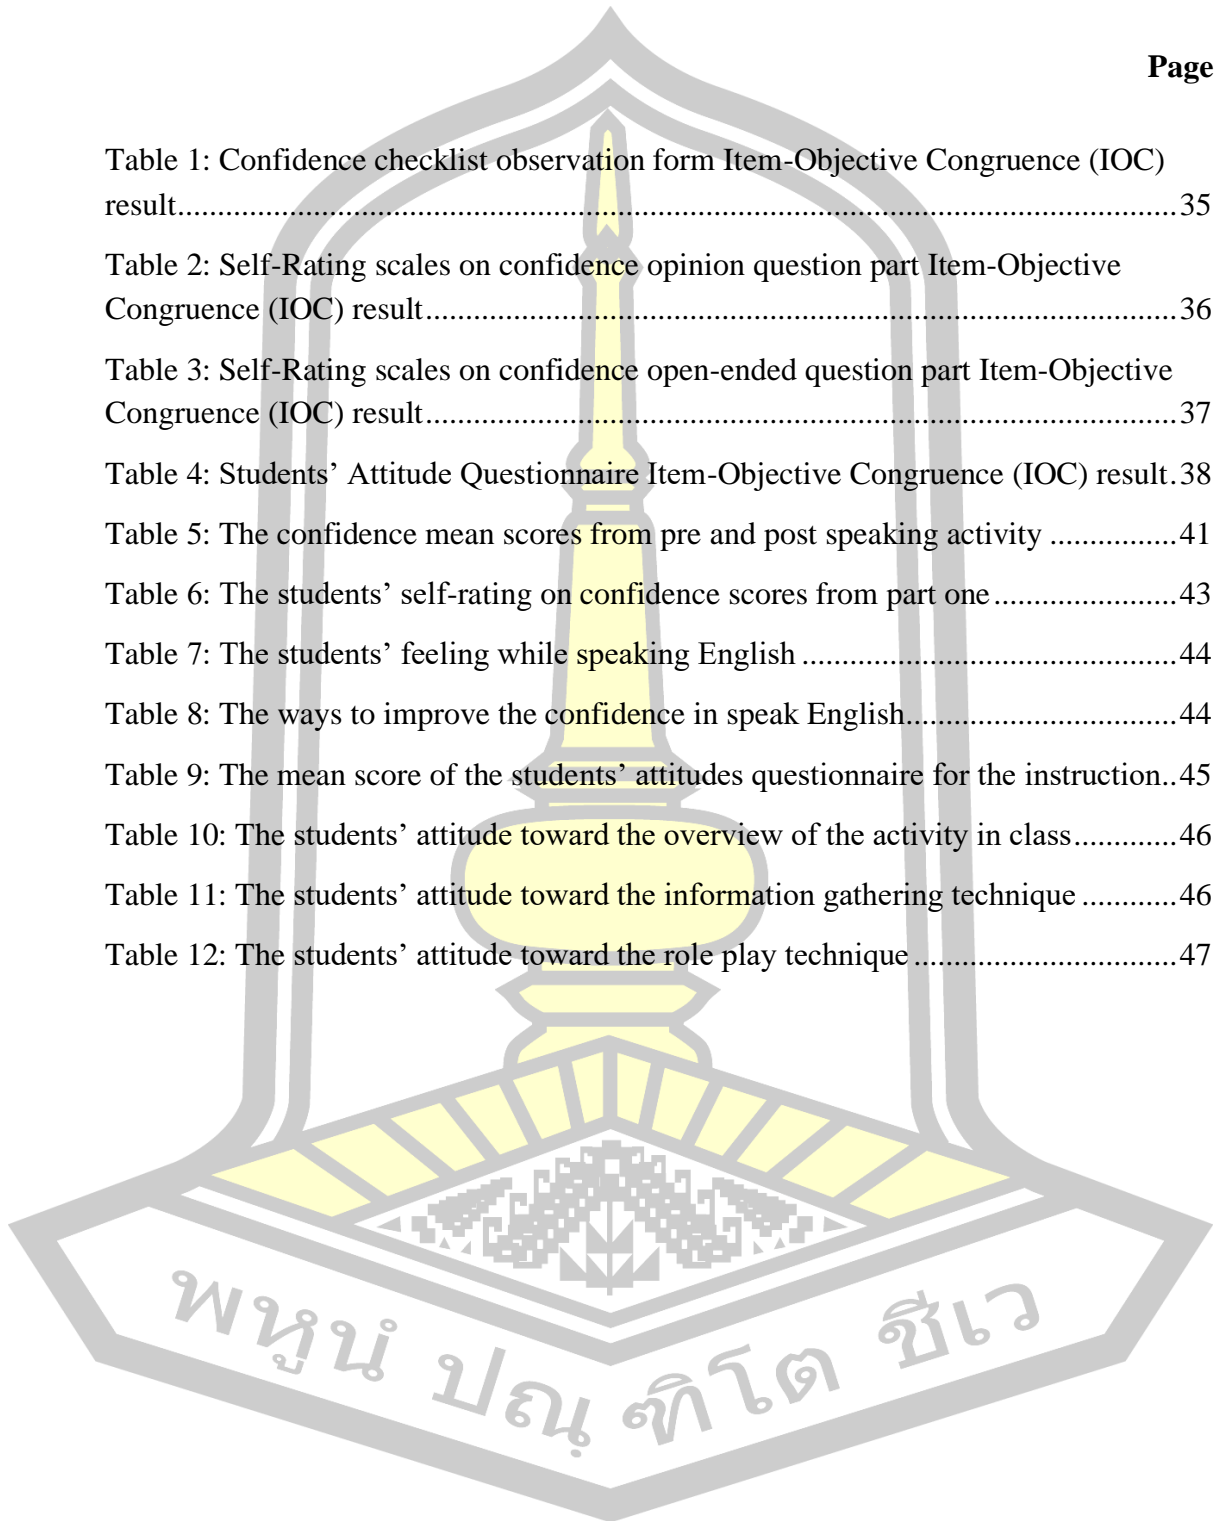 Page
Table 1: Confidence checklist observation form Item-Objective Congruence (IOC)
result............................................................................................................................35
Table 2: Self-Rating scales on confidence opinion question part Item-Objective
Congruence (IOC) result.............................................................................................36
Table 3: Self-Rating scales on confidence open-ended question part Item-Objective
Congruence (IOC) result.............................................................................................37
Table 4: Students’ Attitude Questionnaire Item-Objective Congruence (IOC) result.38
Table 5: The confidence mean scores from pre and post speaking activity ................41
Table 6: The students’ self-rating on confidence scores from part one.......................43
Table 7: The students’ feeling while speaking English ...............................................44
Table 8: The ways to improve the confidence in speak English..................................44
Table 9: The mean score of the students’ attitudes questionnaire for the instruction..45
Table 10: The students’ attitude toward the overview of the activity in class.............46
Table 11: The students’ attitude toward the information gathering technique ............46
Table 12: The students’ attitude toward the role play technique .................................47
พหูนํ ปณฺฑิโต ชีเว